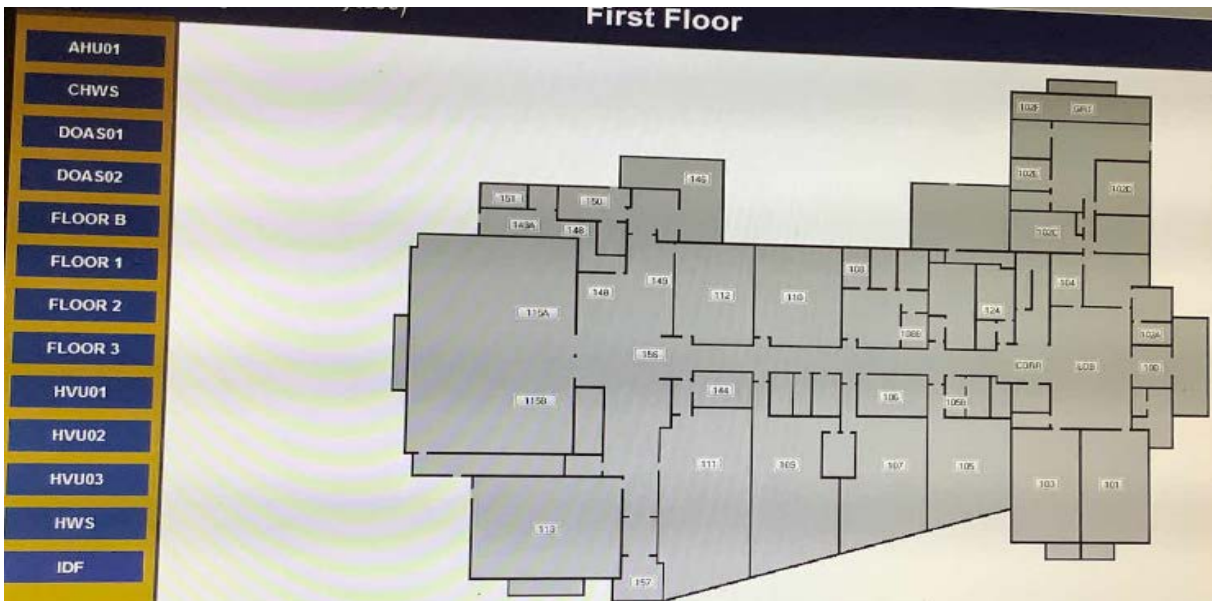 First Floor
AHU01
CHWS
DOAS01
DOAS02
FLOOR B
FLOOR 1
FLOOR 2
FLOOR 3
HVU01
HVU02
HVU03
HWS
IDF
102F
146
151
150
102E
102D
143A
148
102C
149
108
104
148
112
110
124
115A
108B
156
CORR
LOB
100
144
106
115B
105B
111
109
107
105
103
101
113
157